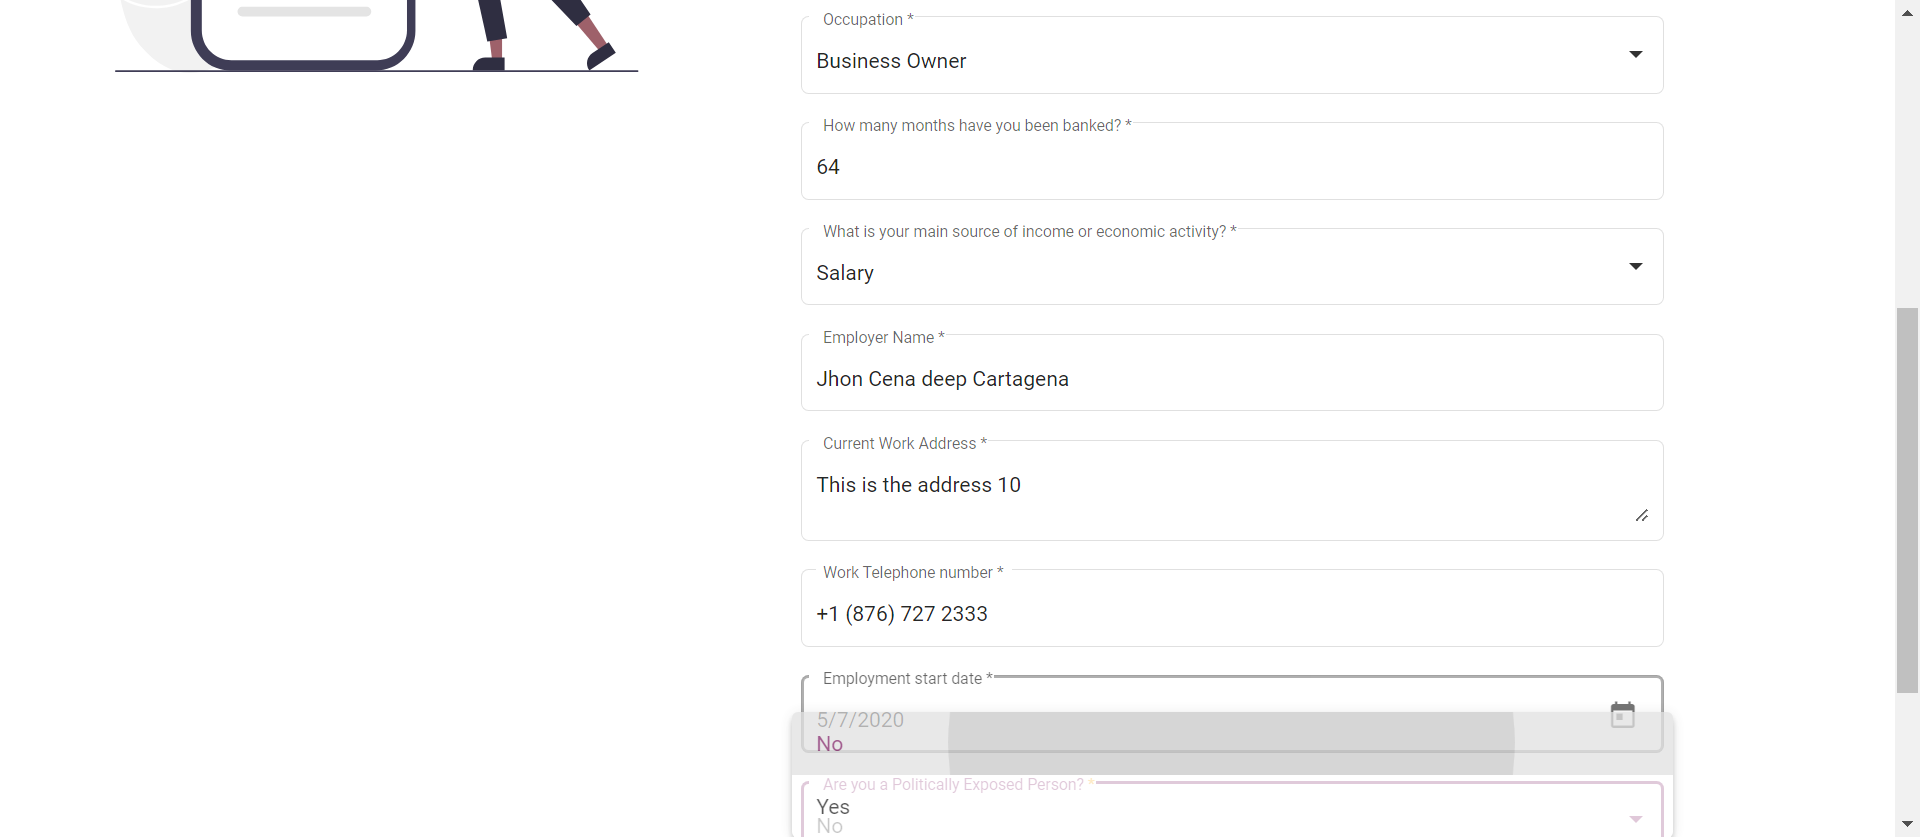 Occupation *
Business Owner
How many months have you been banked? *
64
What is your main source of income or economic activity? *
Salary
Employer Name *
Jhon Cena deep Cartagena
Current Work Address *
This is the address 10
Work Telephone number *
+1 (876) 727 2333
Employment start date *
5/7/2020
No
Are you a Politically Exposed Person? *
Yes
No